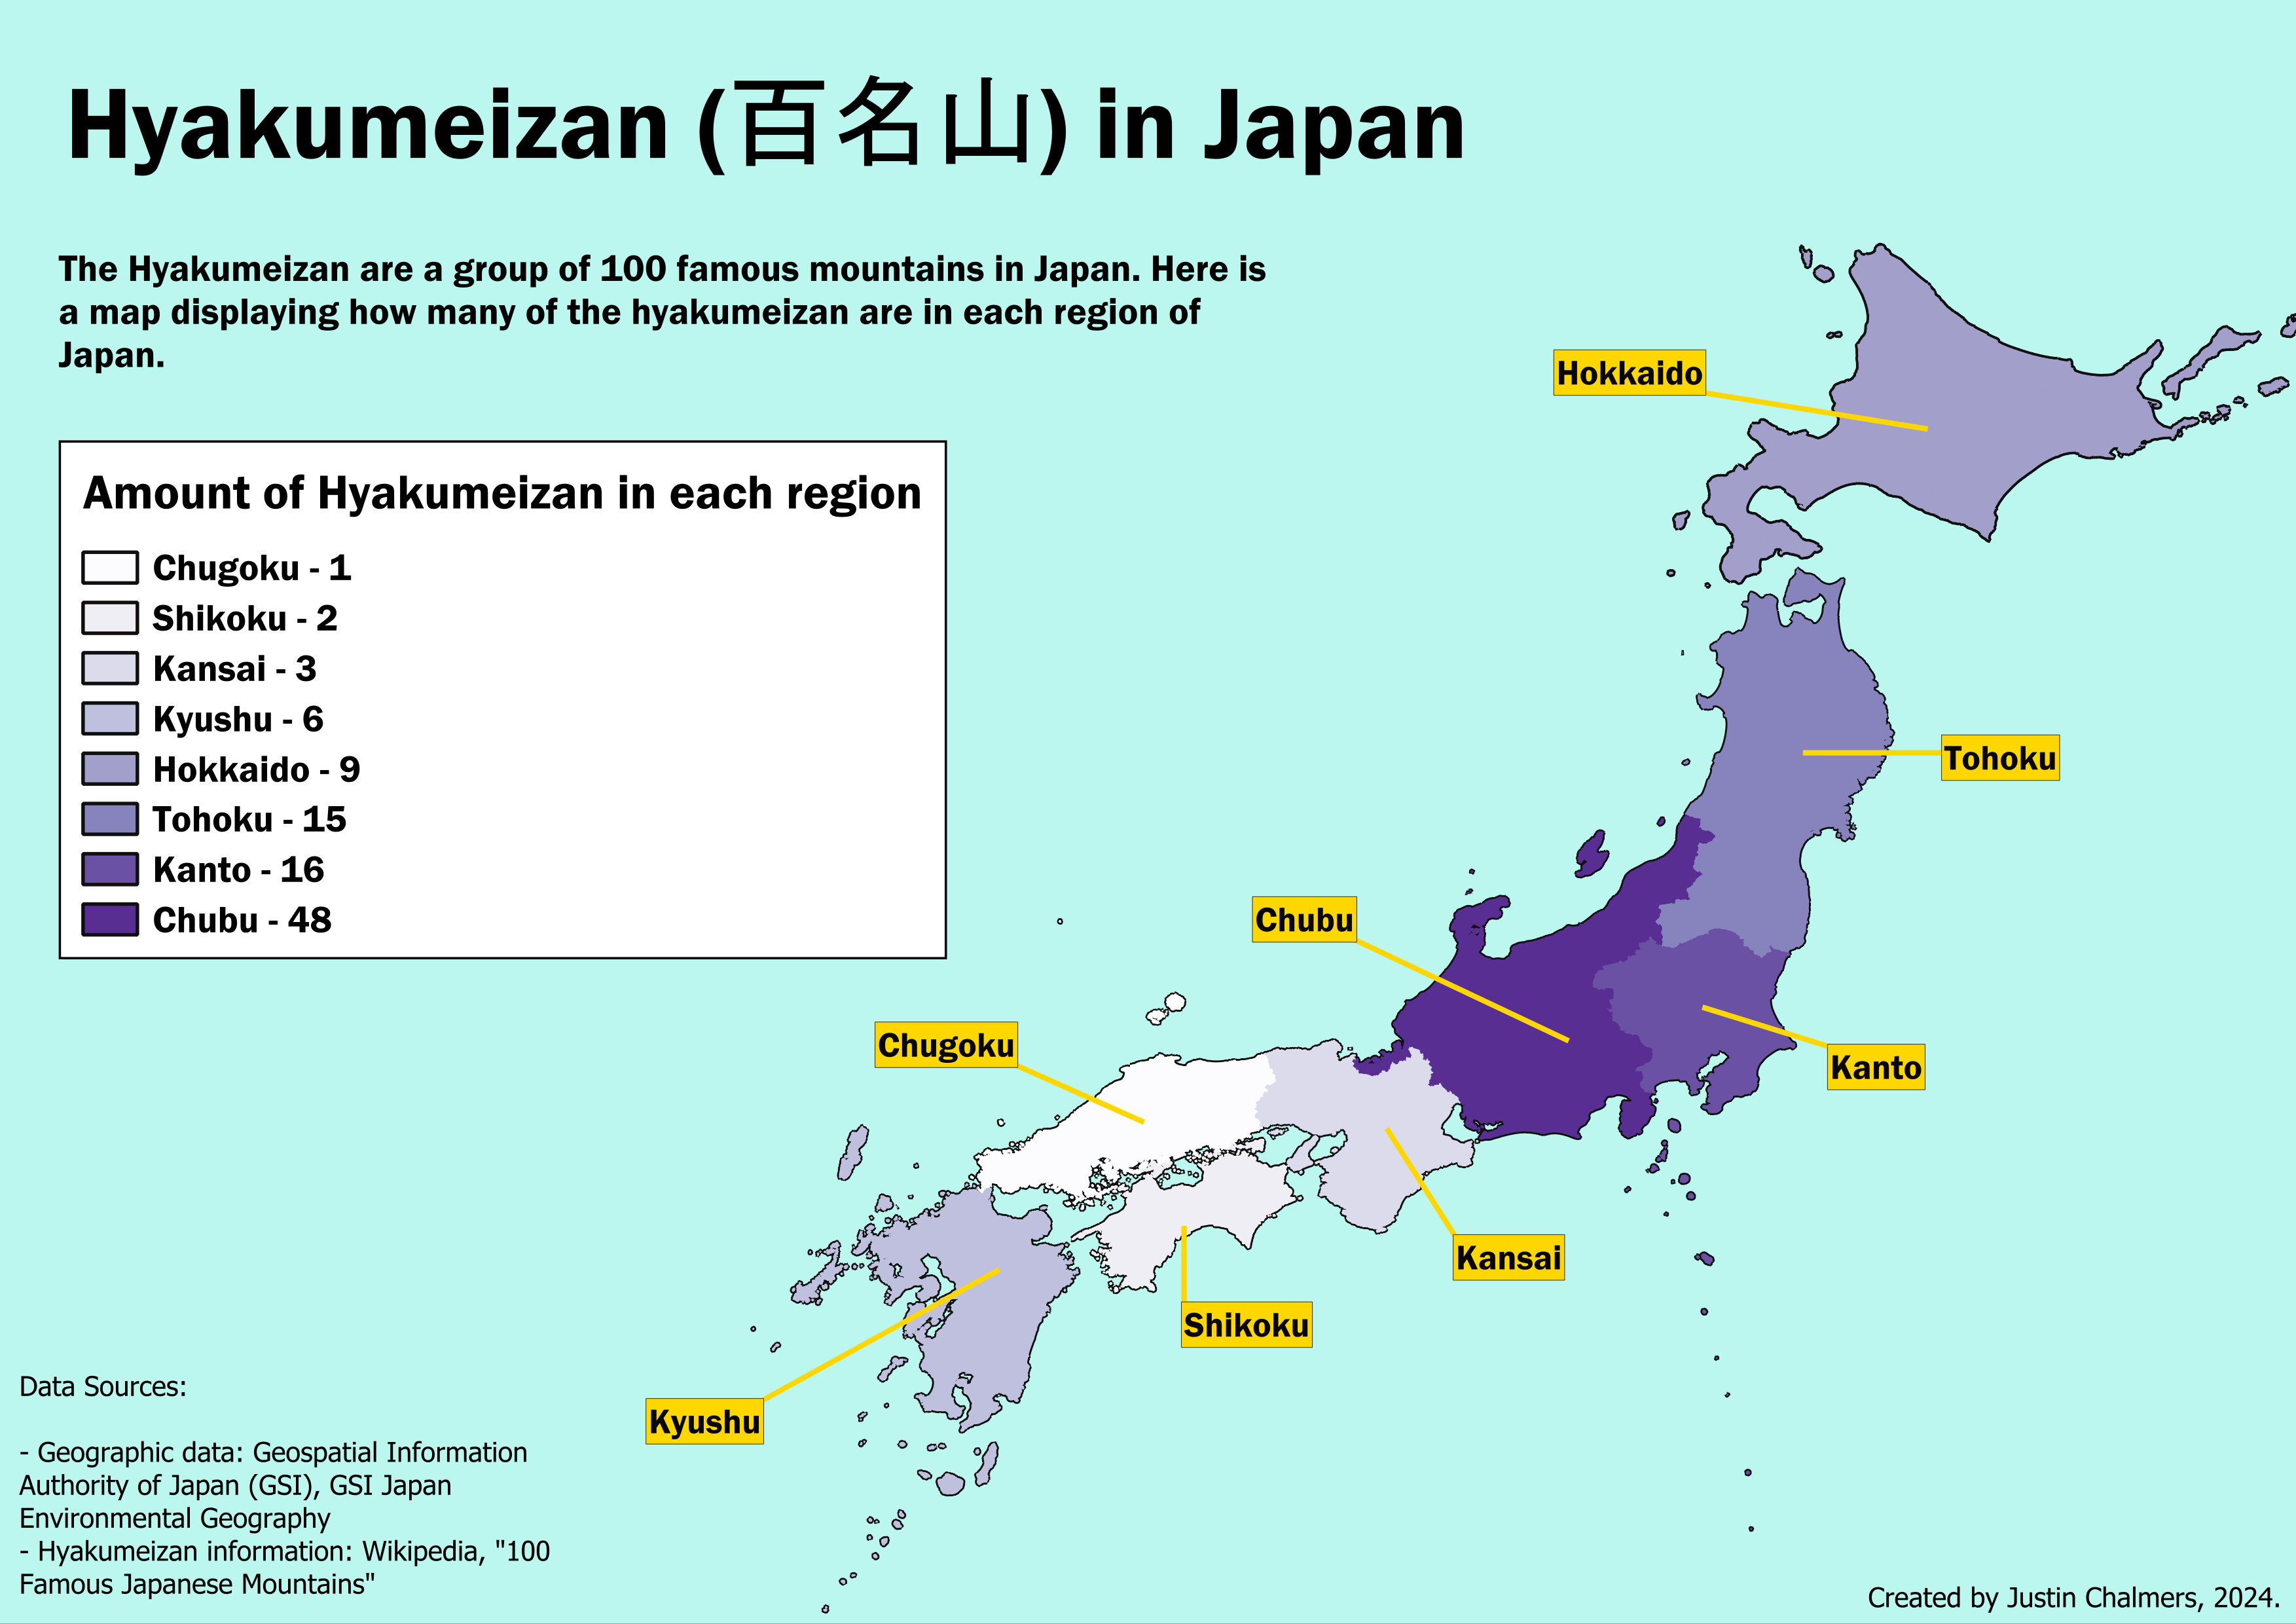 Hyakumeizan (百名山) in Japan
The Hyakumeizan are a group of 100 famous mountains in Japan. Here is
a map displaying how many of the hyakumeizan are in each region of
Japan.
Amount of Hyakumeizan in each region
Chugoku - 1
Shikoku - 2
Kansai - 3
Kyushu - 6
Hokkaido - 9
Tohoku - 15
Kanto - 16
Chubu - 48
Hokkaido
Tohoku
Chubu
Chugoku
Kanto
Kansai
Shikoku
Kyushu
Data Sources:
- Geographic data: Geospatial Information
Authority of Japan (GSI), GSI Japan
Environmental Geography
- Hyakumeizan information: Wikipedia, "100
Famous Japanese Mountains"
Created by Justin Chalmers, 2024.